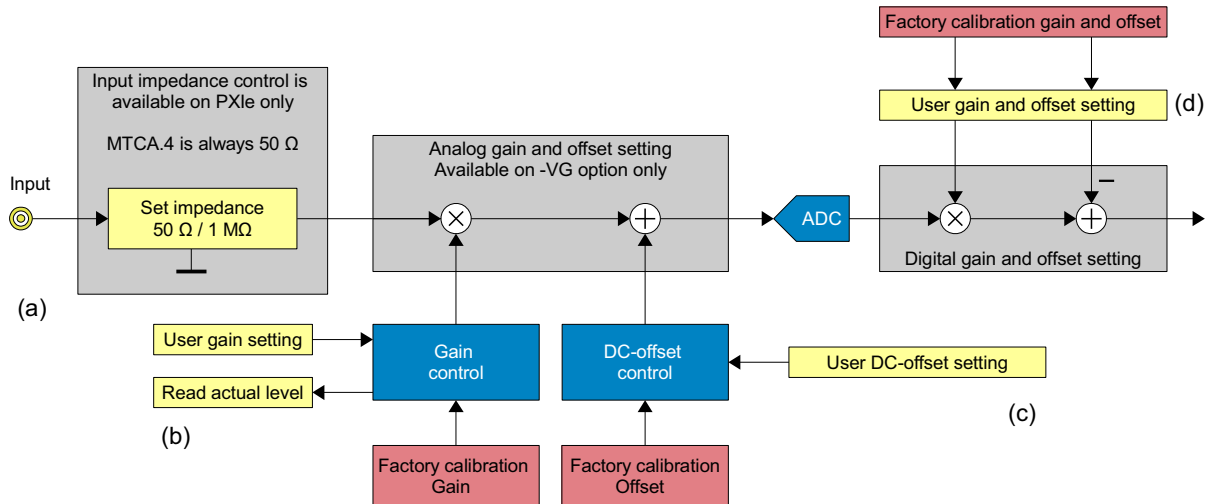 Factory calibration gain and offset
Input impedance control is
available on PXIe only
MTCA.4 is always 50 Ω
User gain and offset setting
(d)
Analog gain and offset setting
Available on -VG option only
Input
Set impedance
50 Ω / 1 MΩ
×
+
ADC
×
+
−
Digital gain and offset setting
(a)
User gain setting
Gain
control
DC-offset
control
User DC-offset setting
Read actual level
(b)
(c)
Factory calibration
Gain
Factory calibration
Offset